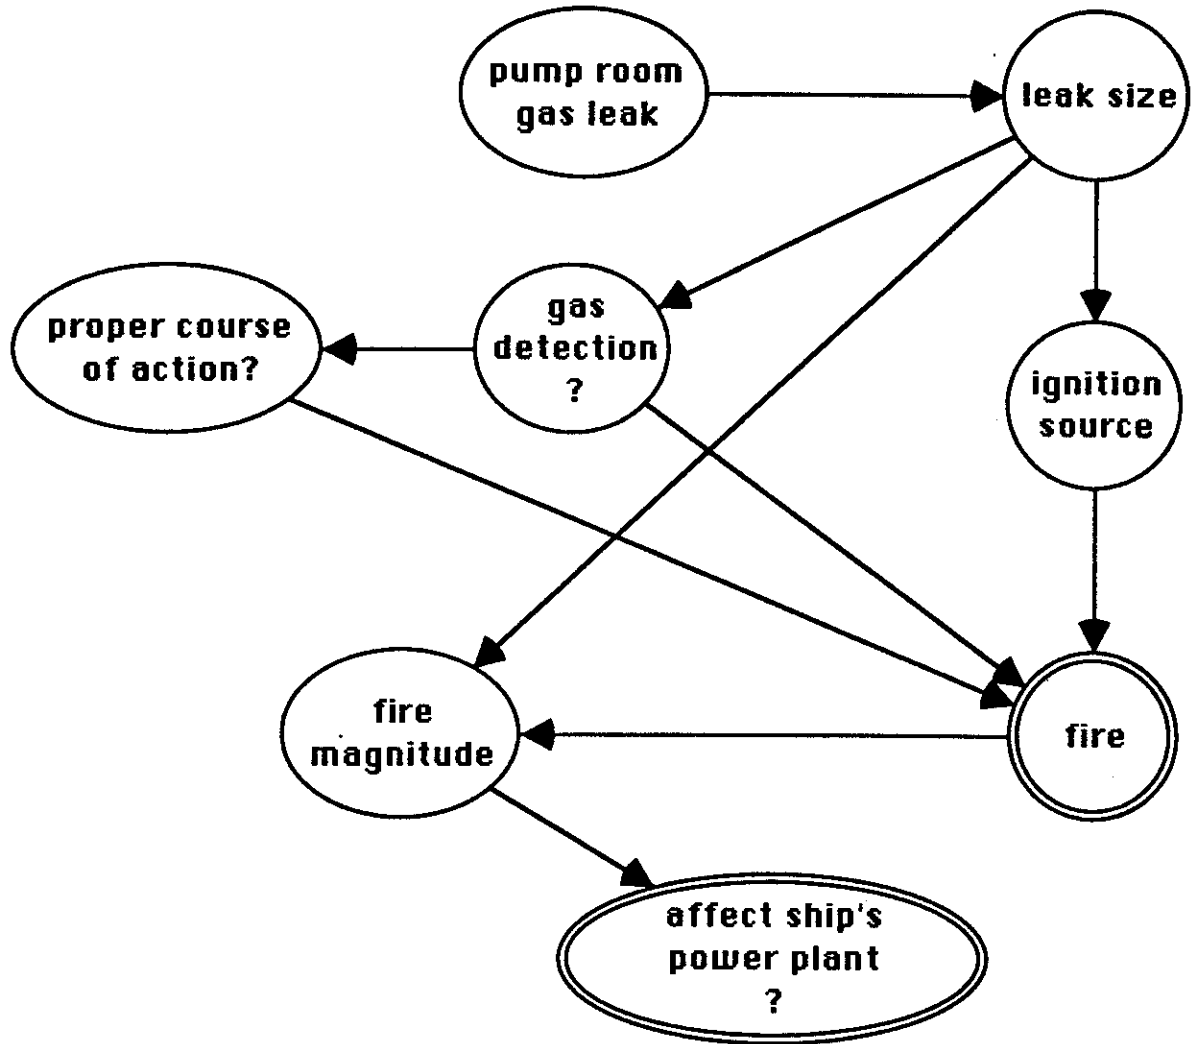 pump room
gas leak
leak size
proper course
of action?
gas
detection
?
ignition
source
fire
magnitude
fire
affect ship's
power plant
?